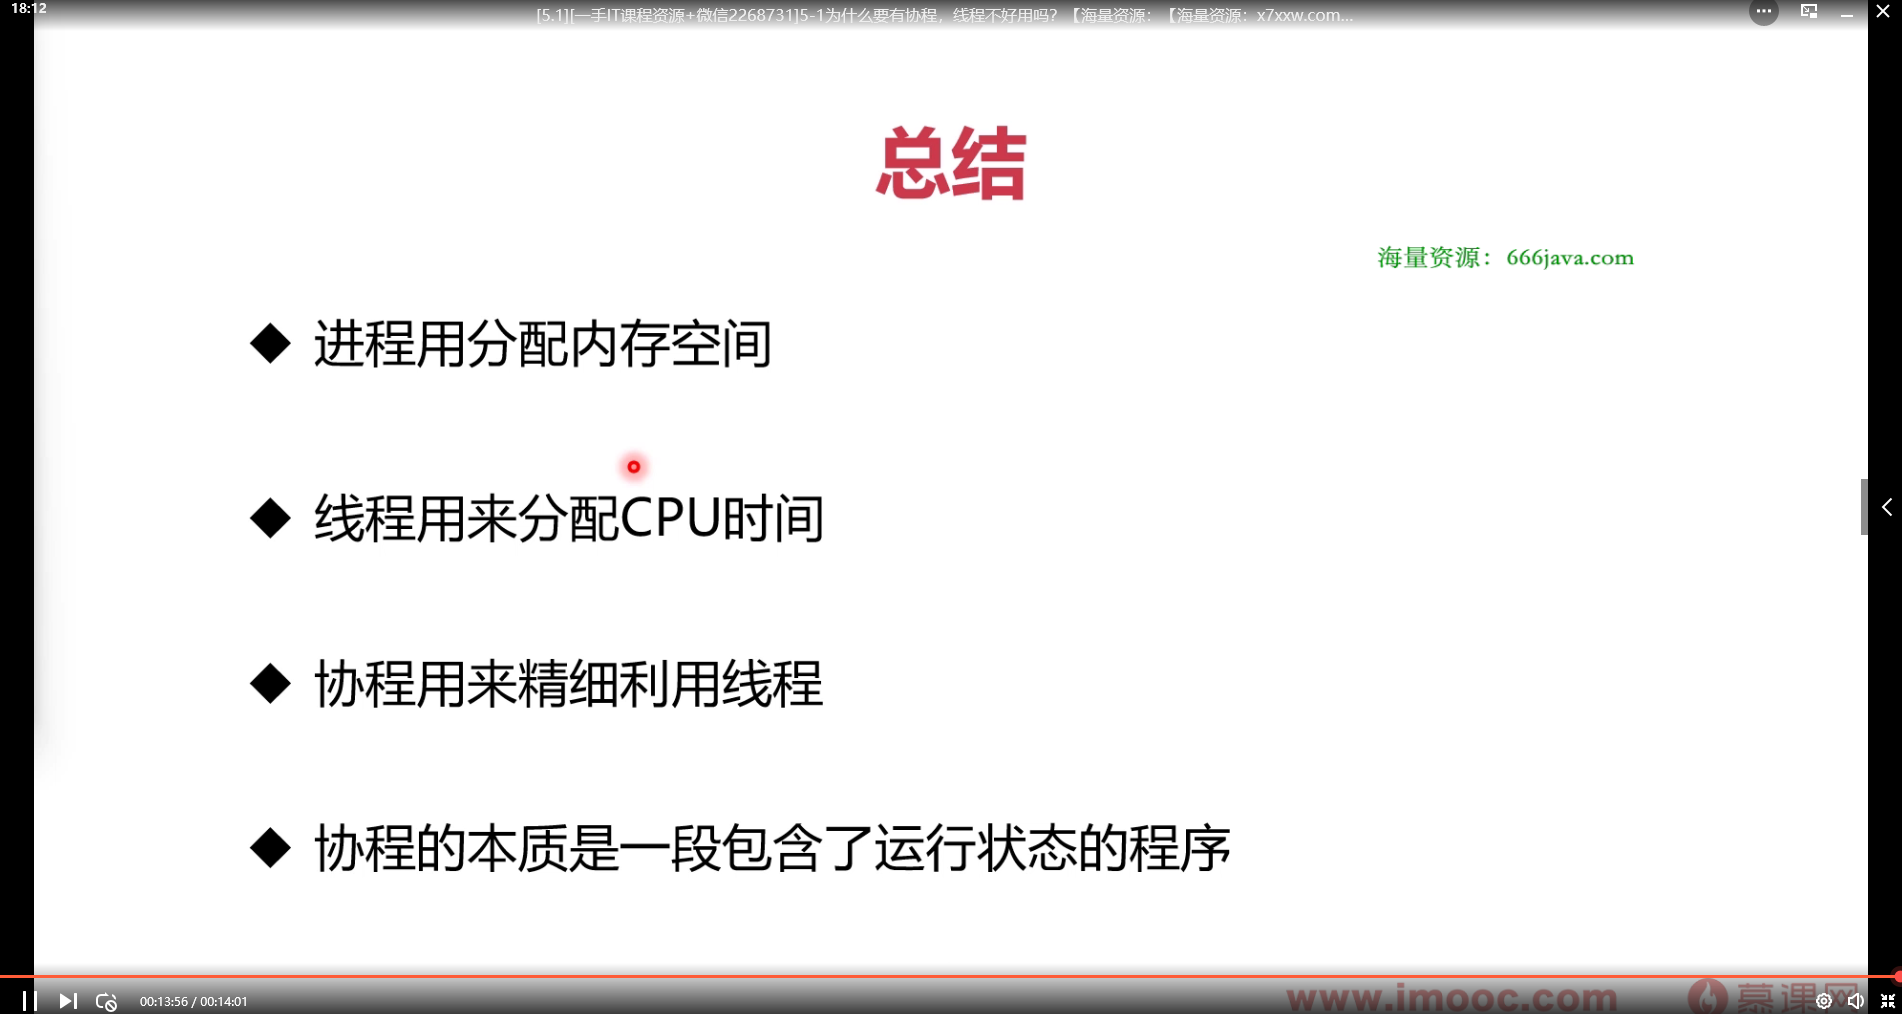 18:12
[5.1][一手IT课程资源+微信2268731]5-1为什么要有协程，线程不好用吗？【海量资源：【海量资源：x7xxw.com...
总结
海量资源：666java.com
◆ 进程用分配内存空间
◆ 线程用来分配CPU时间
◆ 协程用来精细利用线程
◆ 协程的本质是一段包含了运行状态的程序
00:13:56 / 00:14:01
www.imooc.com 慕课网